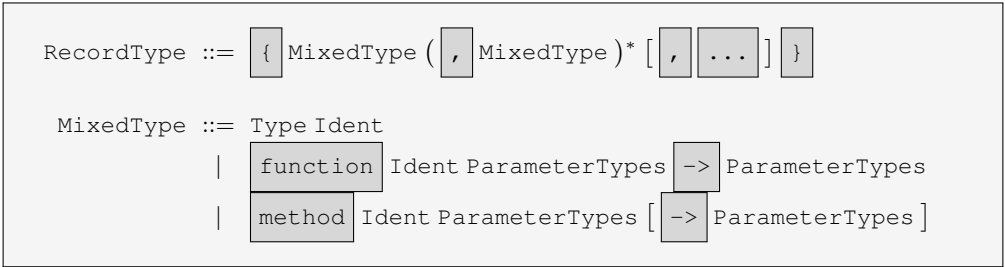 RecordType ::= { MixedType ( , MixedType )* [ , ... ] }
MixedType ::= Type Ident
| function Ident ParameterTypes -> ParameterTypes
| method Ident ParameterTypes [ -> ParameterTypes ]